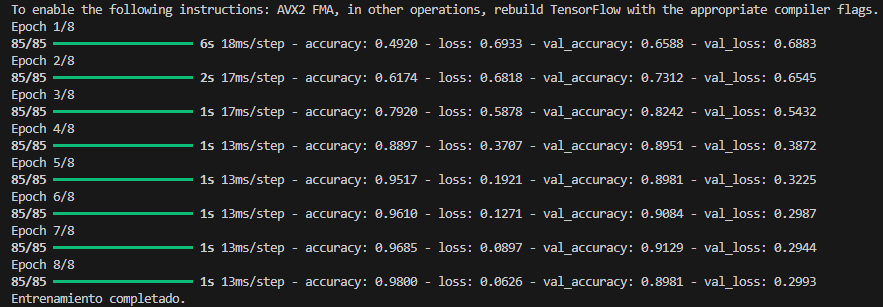 To enable the following instructions: AVX2 FMA, in other operations, rebuild TensorFlow with the appropriate compiler flags.
Epoch 1/8
85/85 6s 18ms/step - accuracy: 0.4920 - loss: 0.6933 - val_accuracy: 0.6588 - val_loss: 0.6883
Epoch 2/8
85/85 2s 17ms/step - accuracy: 0.6174 - loss: 0.6818 - val_accuracy: 0.7312 - val_loss: 0.6545
Epoch 3/8
85/85 1s 17ms/step - accuracy: 0.7920 - loss: 0.5878 - val_accuracy: 0.8242 - val_loss: 0.5432
Epoch 4/8
85/85 1s 13ms/step - accuracy: 0.8897 - loss: 0.3707 - val_accuracy: 0.8951 - val_loss: 0.3872
Epoch 5/8
85/85 1s 13ms/step - accuracy: 0.9517 - loss: 0.1921 - val_accuracy: 0.8981 - val_loss: 0.3225
Epoch 6/8
85/85 1s 13ms/step - accuracy: 0.9610 - loss: 0.1271 - val_accuracy: 0.9084 - val_loss: 0.2987
Epoch 7/8
85/85 1s 13ms/step - accuracy: 0.9685 - loss: 0.0897 - val_accuracy: 0.9129 - val_loss: 0.2944
Epoch 8/8
85/85 1s 13ms/step - accuracy: 0.9800 - loss: 0.0626 - val_accuracy: 0.8981 - val_loss: 0.2993
Entrenamiento completado.